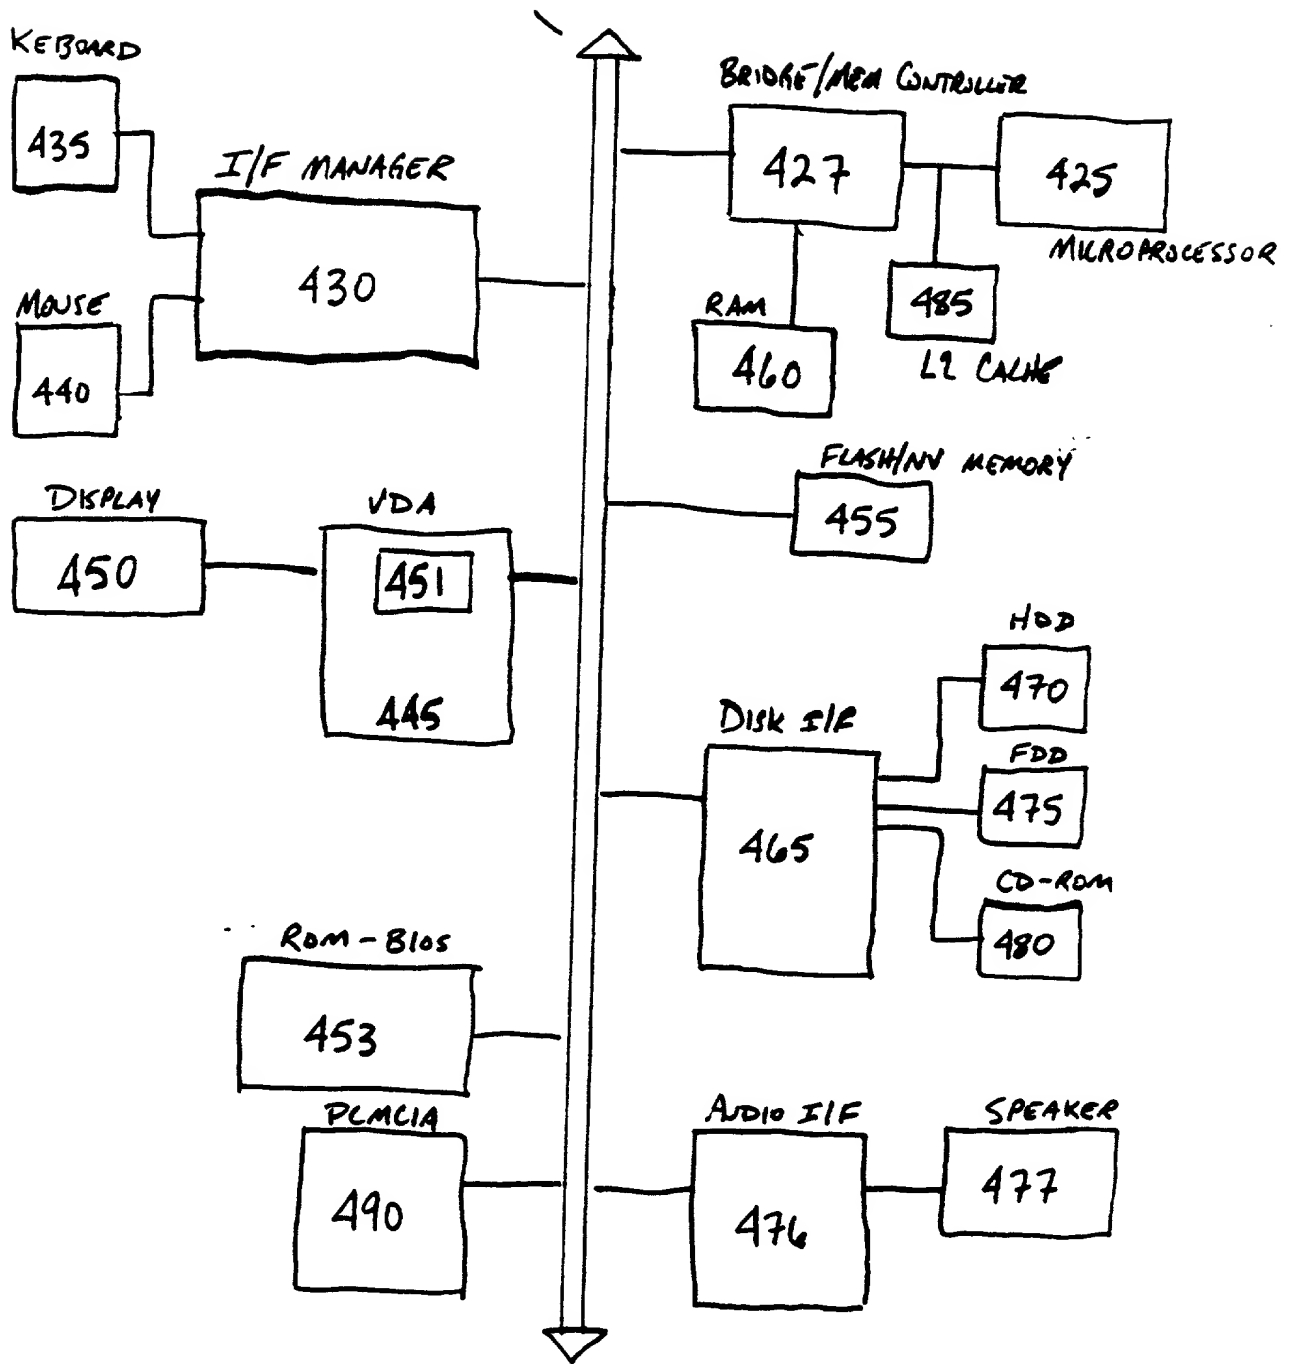 KEBOARD
435
I/F MANAGER
430
MOUSE
440
DISPLAY
450
VDA
451
445
ROM-BIOS
453
PCMCIA
490
BRIDGE/MEM CONTROLLER
427
425
MICROPROCESSOR
485
L2 CACHE
RAM
460
FLASH/NV MEMORY
455
HDD
470
DISK I/F
465
FDD
475
CD-ROM
480
AUDIO I/F
476
SPEAKER
477